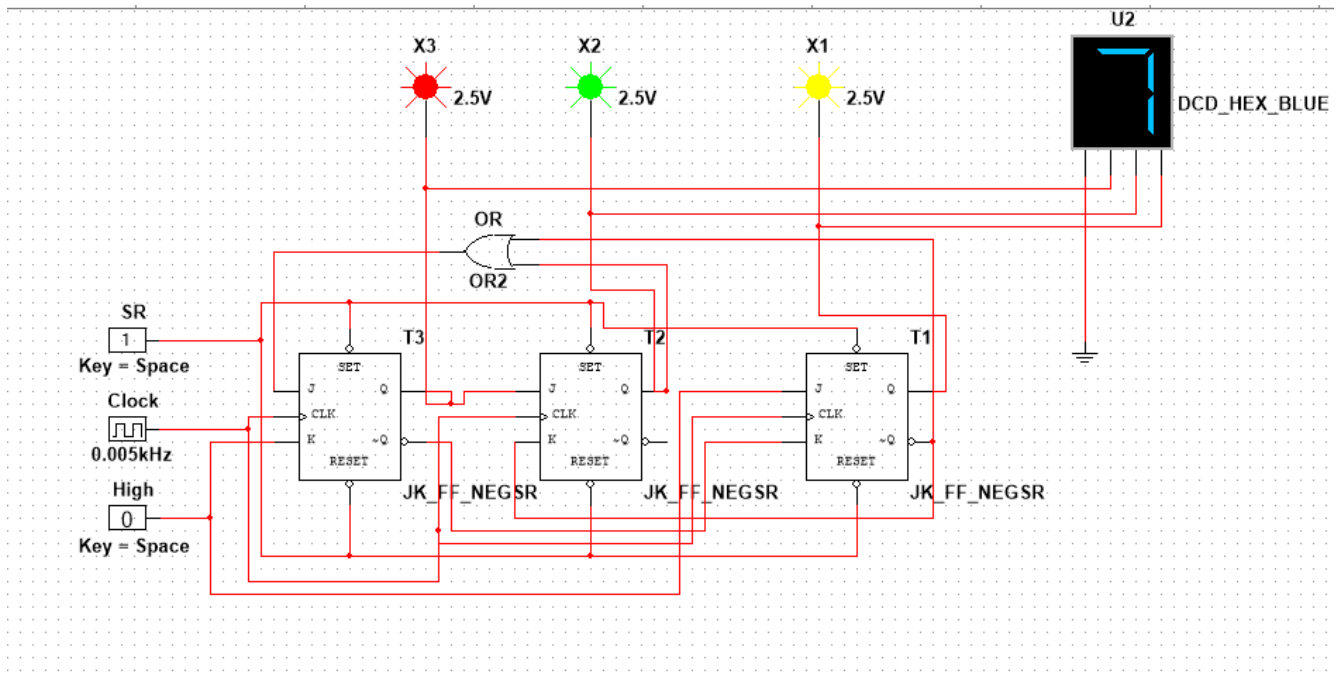 U2
X3
X2
X1
2.5V
2.5V
2.5V
7
DCD_HEX_BLUE
OR
OR2
SR
1
Key = Space
Clock
0.005kHz
High
0
Key = Space
T3
SET
J
Q
CLK
K
~Q
RESET
JK_FF_NEGSR
T2
SET
J
Q
CLK
K
~Q
RESET
JK_FF_NEGSR
T1
SET
J
Q
CLK
K
~Q
RESET
JK_FF_NEGSR